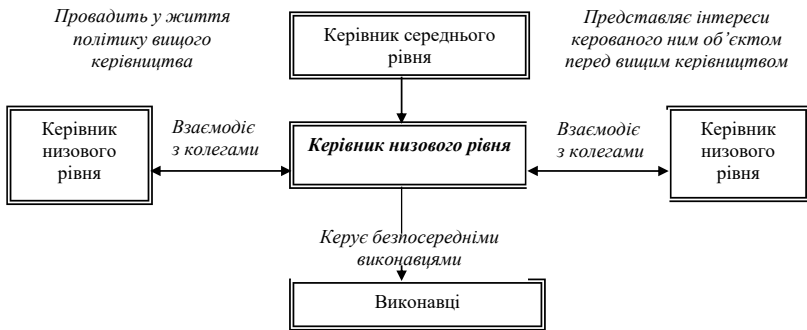 Провадить у життя
політику вищого
керівництва
Керівник середнього
рівня
Представляє інтереси
керованого ним об’єктом
перед вищим керівництвом
Керівник
низового
рівня
Взаємодіє
з колегами
Керівник низового рівня
Взаємодіє
з колегами
Керівник
низового
рівня
Керує безпосередніми
виконавцями
Виконавці